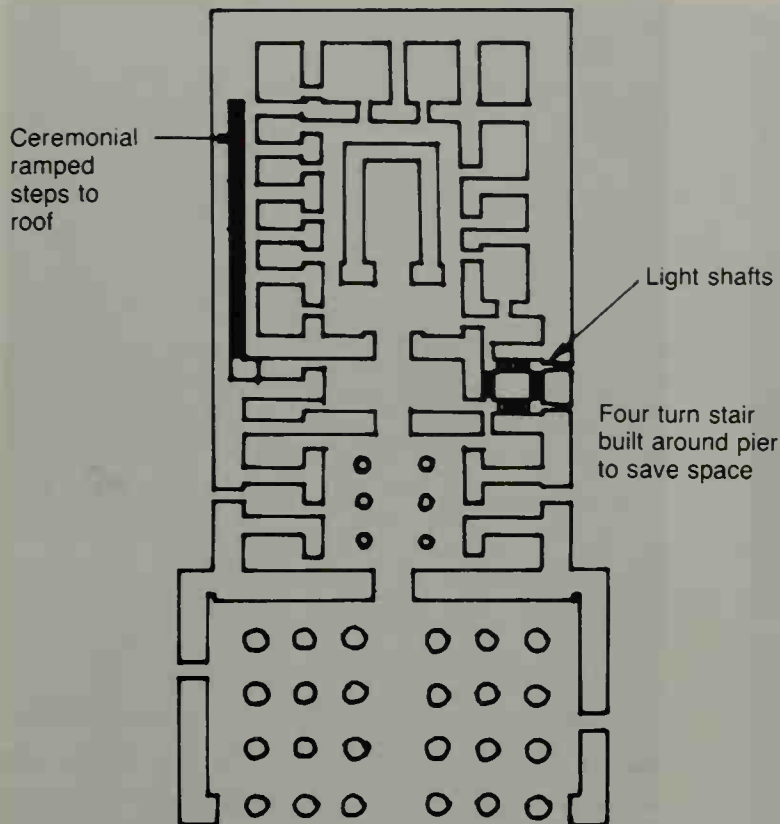 Ceremonial
ramped
steps to
roof
Light shafts
Four turn stair
built around pier
to save space